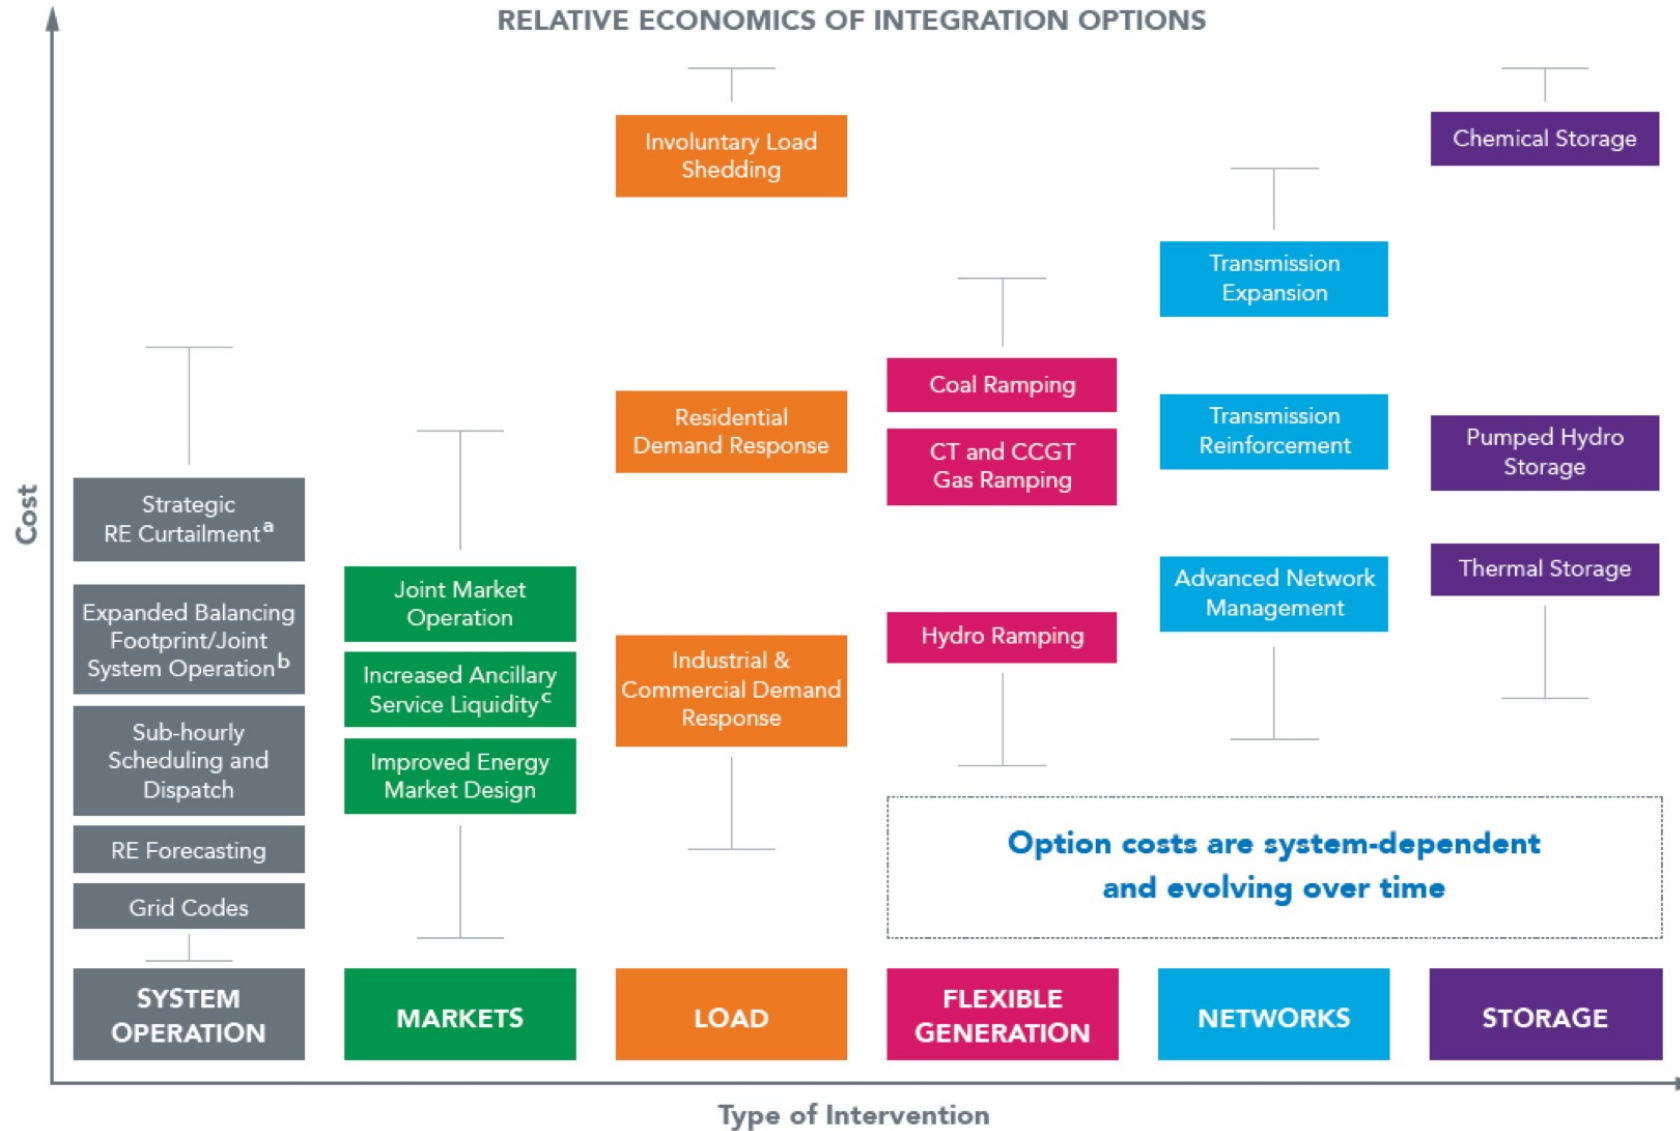 RELATIVE ECONOMICS OF INTEGRATION OPTIONS
Cost
Strategic
RE Curtailment a
Expanded Balancing
Footprint/Joint
System Operation b
Sub-hourly
Scheduling and
Dispatch
RE Forecasting
Grid Codes
SYSTEM
OPERATION
Joint Market
Operation
Increased Ancillary
Service Liquidity c
Improved Energy
Market Design
MARKETS
Involuntary Load
Shedding
Residential
Demand Response
Industrial &
Commercial Demand
Response
LOAD
Coal Ramping
CT and CCGT
Gas Ramping
Hydro Ramping
FLEXIBLE
GENERATION
Transmission
Expansion
Transmission
Reinforcement
Advanced Network
Management
NETWORKS
Chemical Storage
Pumped Hydro
Storage
Thermal Storage
STORAGE
Option costs are system-dependent
and evolving over time
Type of Intervention